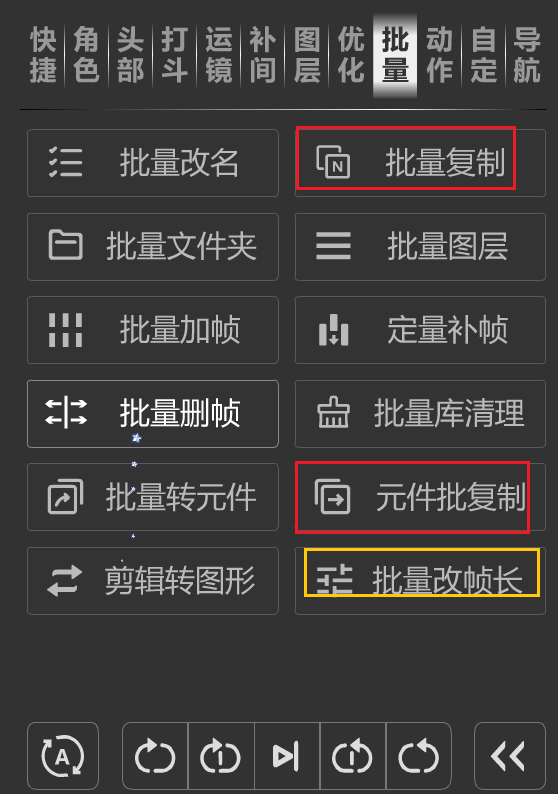 快捷 角色 头部 打斗 运镜 补间 图层 优化 批量 动作 自定 导航
批量改名 批量复制
批量文件夹 批量图层
批量加帧 定量补帧
批量删帧 批量库清理
批量转元件 元件批复制
剪辑转图形 批量改帧长